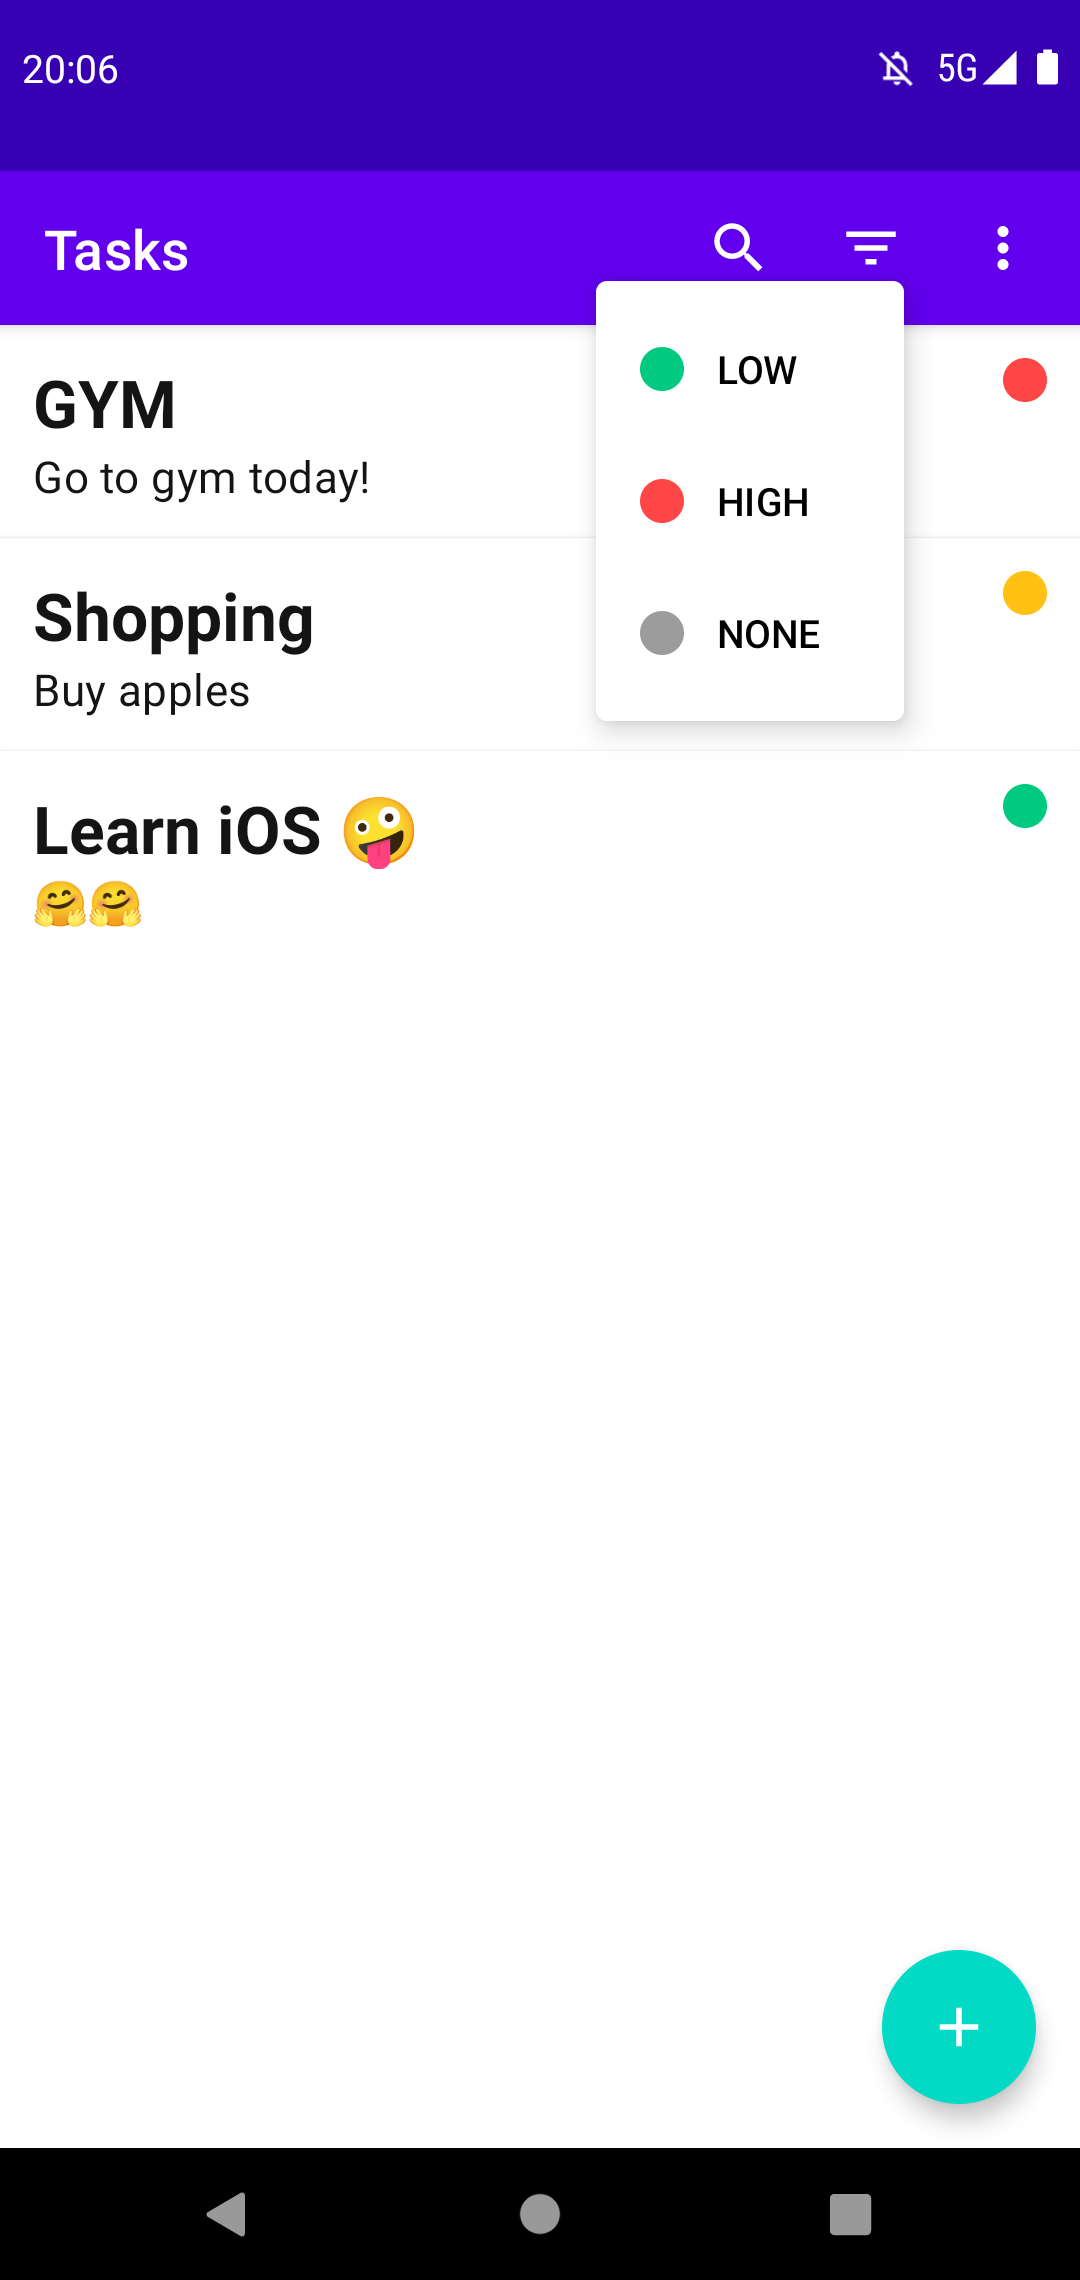 20:06
5G
Tasks
LOW
HIGH
NONE
GYM
Go to gym today!
Shopping
Buy apples
Learn iOS 🤪
🤗🤗